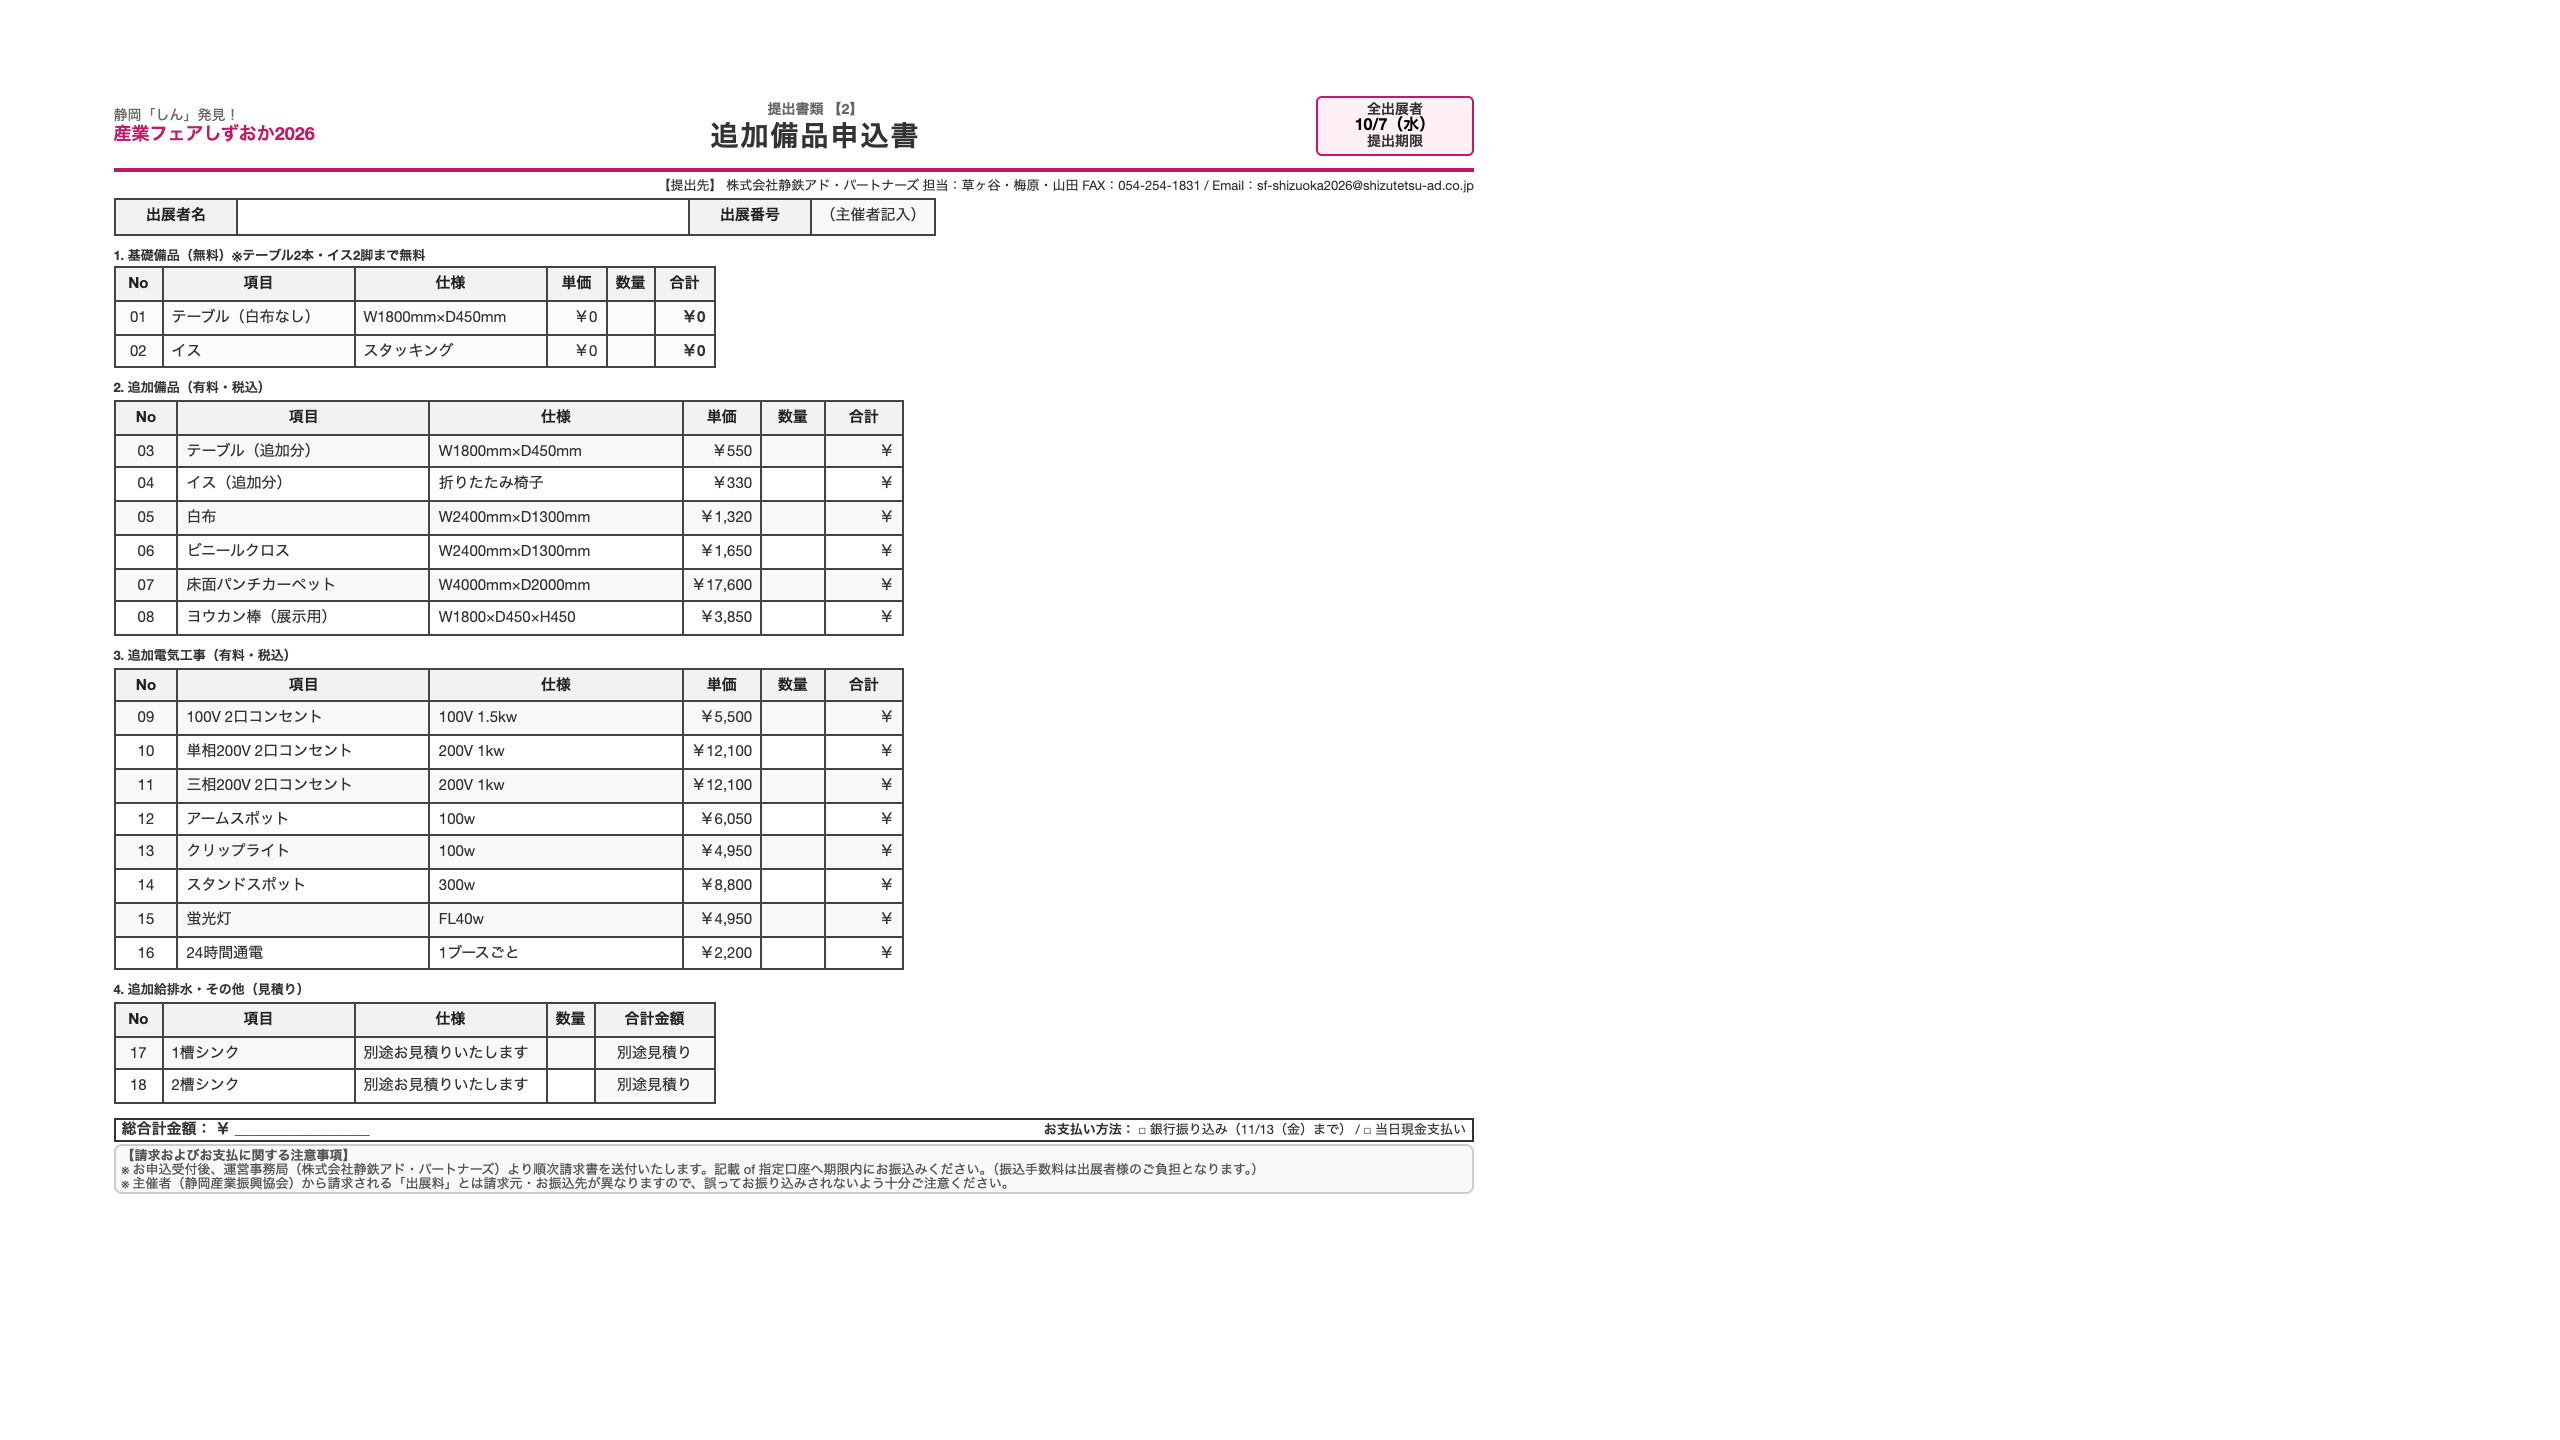 静岡「しん」発見！
産業フェアしずおか2026
提出書類 【2】
追加備品申込書
全出展者
10/7（水）
提出期限
【提出先】 株式会社静鉄アド・パートナーズ 担当：草ヶ谷・梅原・山田 FAX：054-254-1831 / Email：sf-shizuoka2026@shizutetsu-ad.co.jp
出展者名 出展番号 （主催者記入）
1. 基礎備品（無料）※テーブル2本・イス2脚まで無料
No 項目 仕様 単価 数量 合計
01 テーブル（白布なし） W1800mm×D450mm ￥0 ￥0
02 イス スタッキング ￥0 ￥0
2. 追加備品（有料・税込）
No 項目 仕様 単価 数量 合計
03 テーブル（追加分） W1800mm×D450mm ￥550 ￥
04 イス（追加分） 折りたたみ椅子 ￥330 ￥
05 白布 W2400mm×D1300mm ￥1,320 ￥
06 ビニールクロス W2400mm×D1300mm ￥1,650 ￥
07 床面パンチカーペット W4000mm×D2000mm ￥17,600 ￥
08 ヨウカン棒（展示用） W1800×D450×H450 ￥3,850 ￥
3. 追加電気工事（有料・税込）
No 項目 仕様 単価 数量 合計
09 100V 2口コンセント 100V 1.5kw ￥5,500 ￥
10 単相200V 2口コンセント 200V 1kw ￥12,100 ￥
11 三相200V 2口コンセント 200V 1kw ￥12,100 ￥
12 アームスポット 100w ￥6,050 ￥
13 クリップライト 100w ￥4,950 ￥
14 スタンドスポット 300w ￥8,800 ￥
15 蛍光灯 FL40w ￥4,950 ￥
16 24時間通電 1ブースごと ￥2,200 ￥
4. 追加給排水・その他（見積り）
No 項目 仕様 数量 合計金額
17 1槽シンク 別途お見積りいたします 別途見積り
18 2槽シンク 別途お見積りいたします 別途見積り
総合計金額： ￥ ________________ お支払い方法： □ 銀行振り込み（11/13（金）まで） / □ 当日現金支払い
【請求およびお支払に関する注意事項】
※ お申込受付後、運営事務局（株式会社静鉄アド・パートナーズ）より順次請求書を送付いたします。記載 of 指定口座へ期限内にお振込みください。（振込手数料は出展者様のご負担となります。）
※ 主催者（静岡産業振興協会）から請求される「出展料」とは請求元・お振込先が異なりますので、誤ってお振り込みされないよう十分ご注意ください。